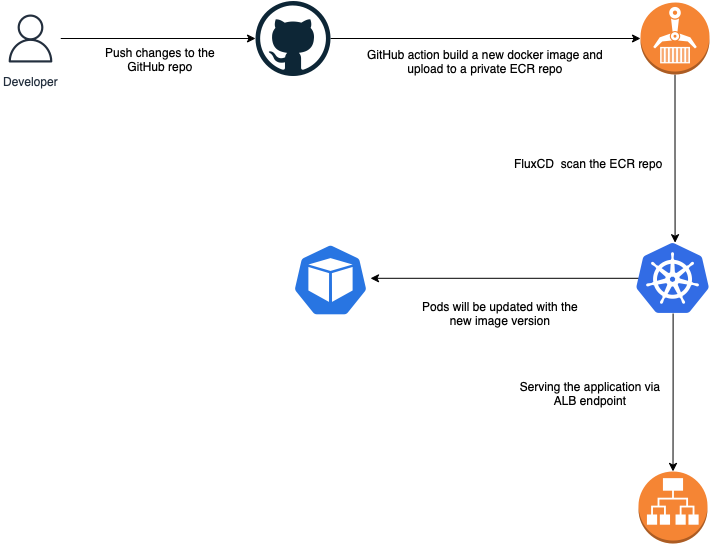 Push changes to the
GitHub repo
Developer
GitHub action build a new docker image and
upload to a private ECR repo
FluxCD  scan the ECR repo
Pods will be updated with the
new image version
Serving the application via
ALB endpoint